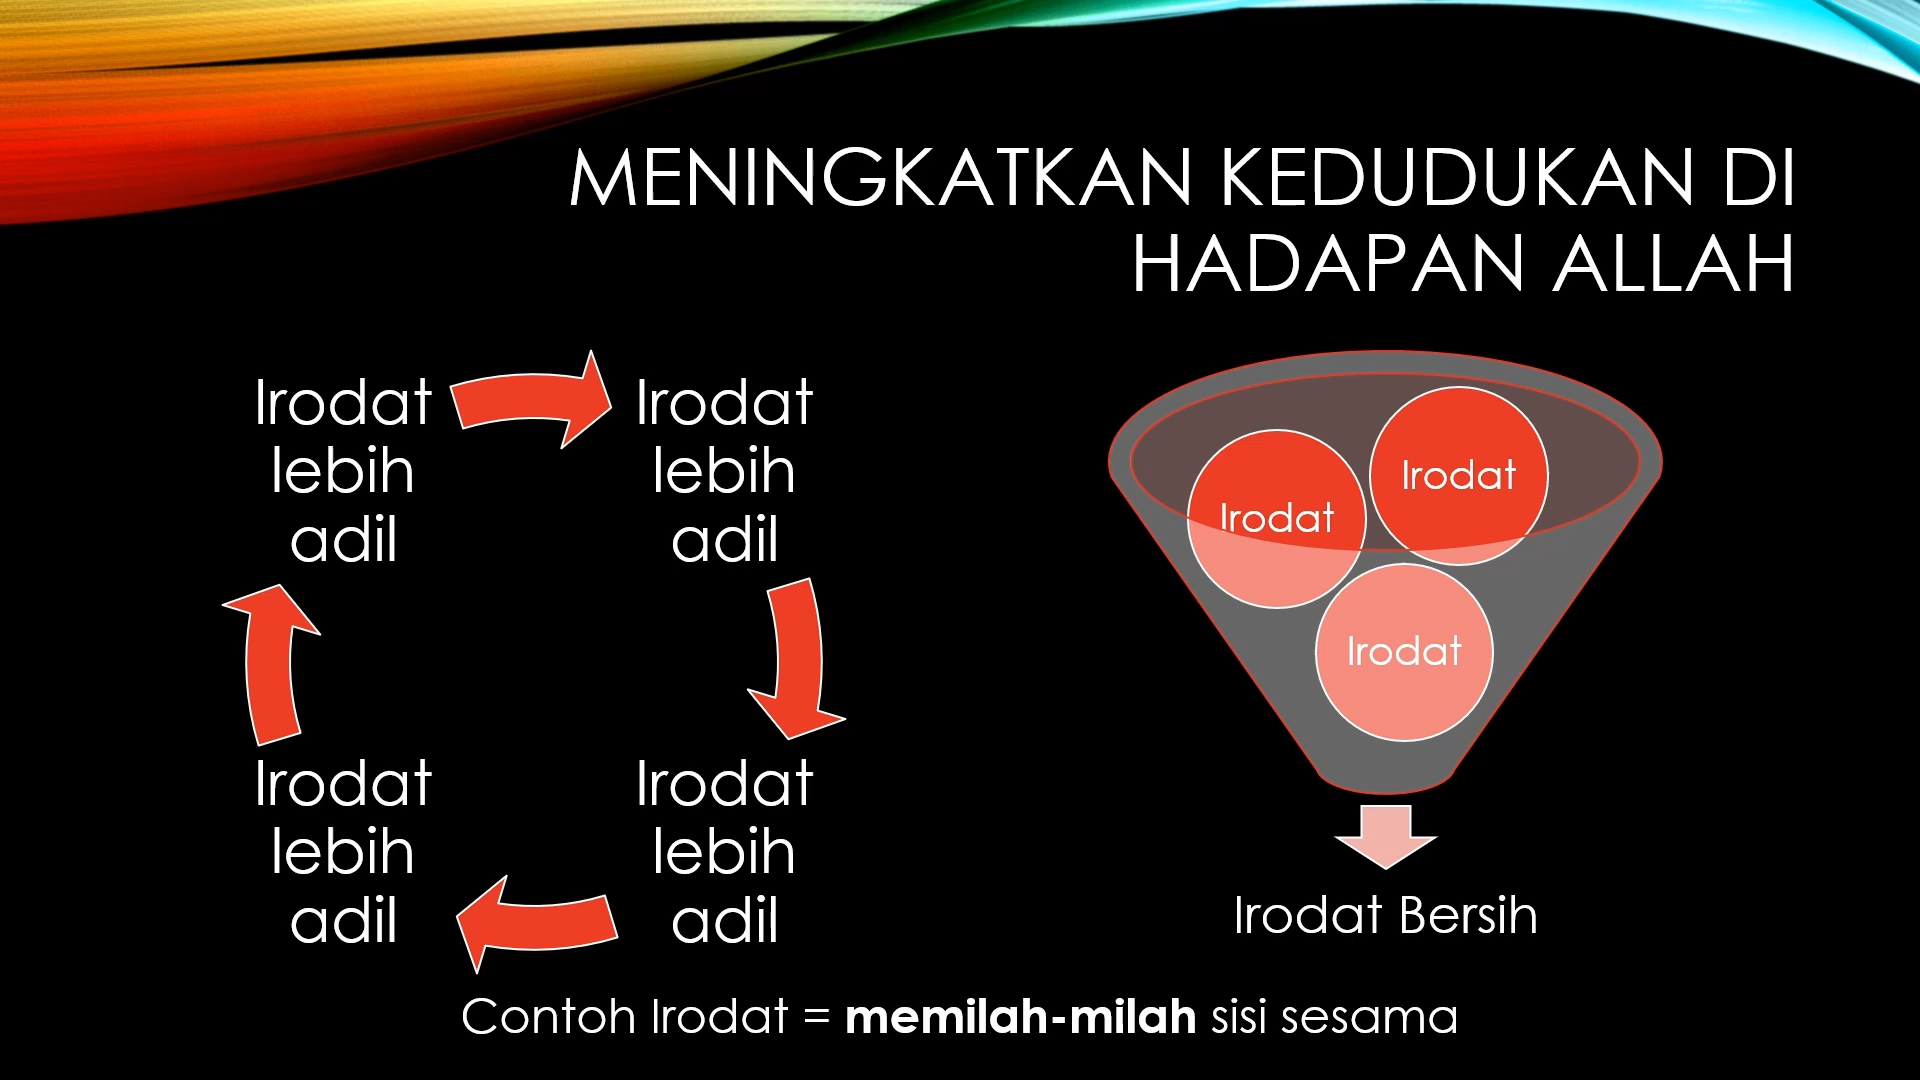 MENINGKATKAN KEDUDUKAN DI
HADAPAN ALLAH
Irodat
lebih
adil
Irodat
lebih
adil
Irodat
lebih
adil
Irodat
lebih
adil
Irodat
Irodat
Irodat
Irodat Bersih
Contoh Irodat = memilah-milah sisi sesama